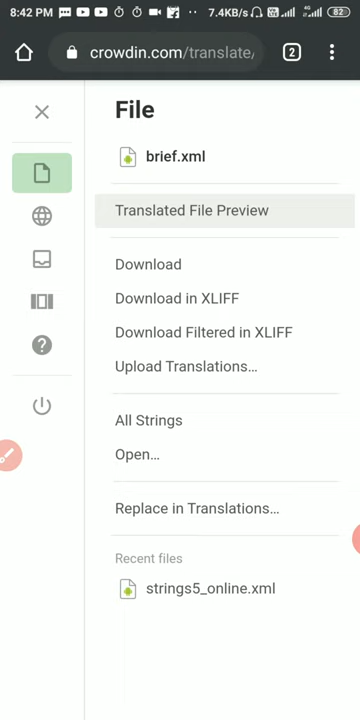 8:42 PM
7.4KB/s
4G
82
crowdin.com/translate/
2
File
brief.xml
Translated File Preview
Download
Download in XLIFF
Download Filtered in XLIFF
Upload Translations...
All Strings
Open...
Replace in Translations...
Recent files
strings5_online.xml